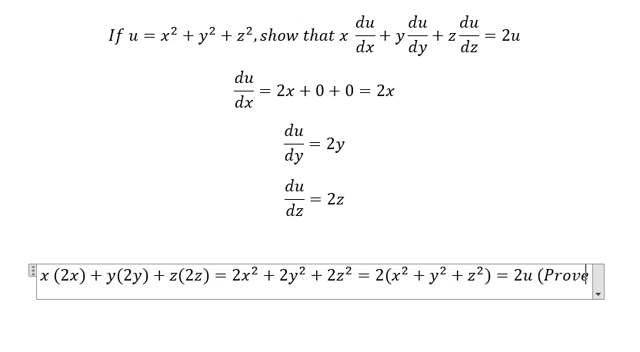 If u = x² + y² + z², show that x du/dx + y du/dy + z du/dz = 2u
du/dx = 2x + 0 + 0 = 2x
du/dy = 2y
du/dz = 2z
x (2x) + y(2y) + z(2z) = 2x² + 2y² + 2z² = 2(x² + y² + z²) = 2u (Prove